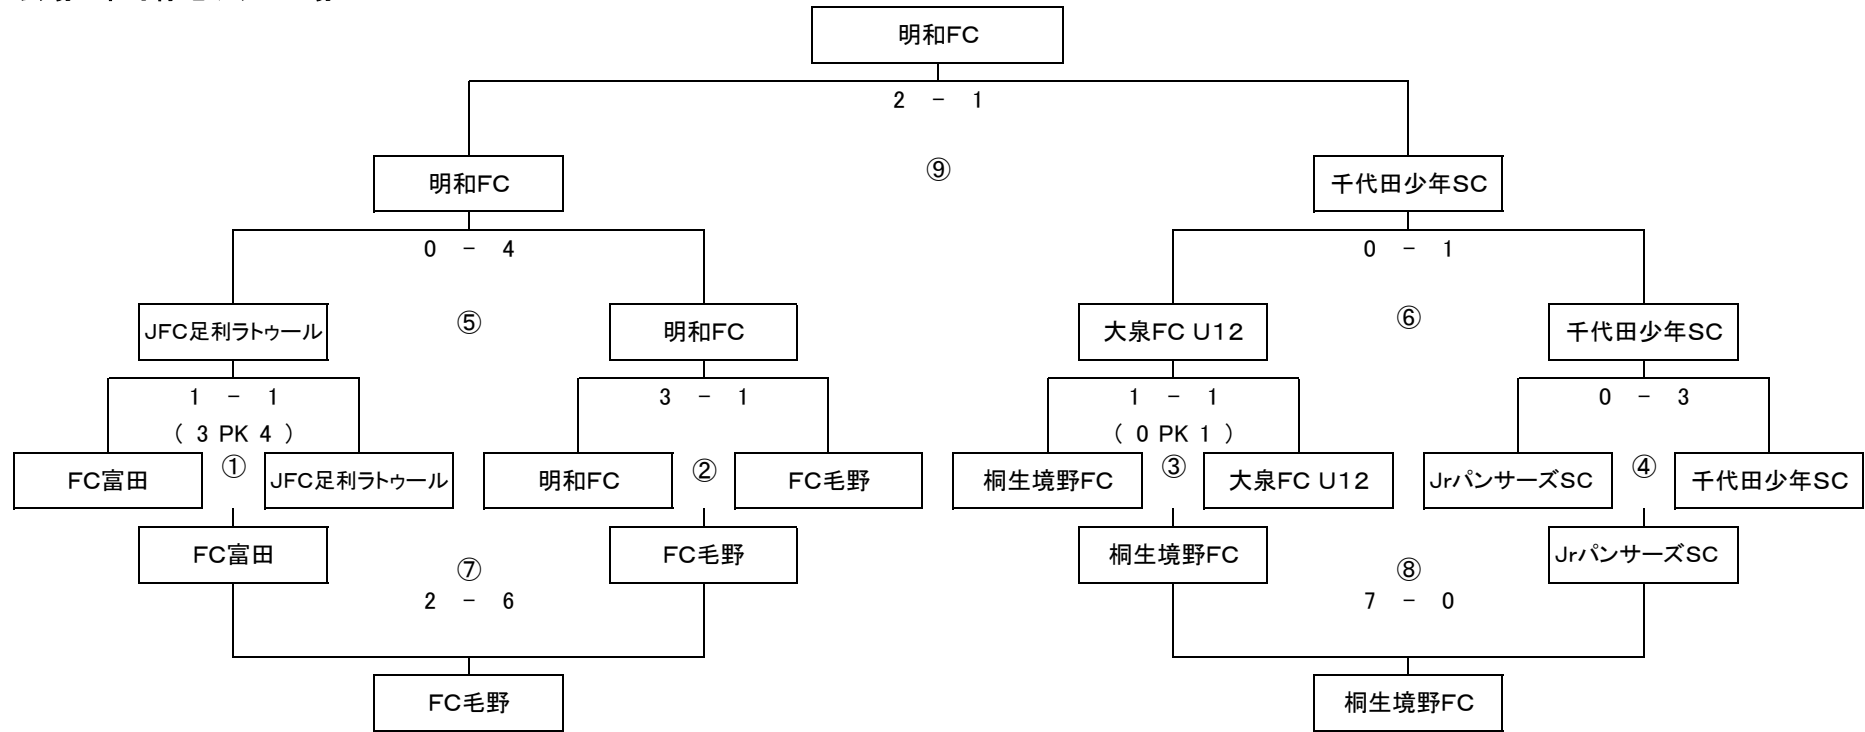 明和FC
2 - 1
⑨
明和FC
千代田少年SC
0 - 4
0 - 1
⑤
⑥
JFC足利ラトゥール
明和FC
大泉FC U12
千代田少年SC
1 - 1
3 - 1
1 - 1
0 - 3
( 3 PK 4 )
( 0 PK 1 )
①
②
③
④
FC富田
JFC足利ラトゥール
明和FC
FC毛野
桐生境野FC
大泉FC U12
JrパンサーズSC
千代田少年SC
FC富田
FC毛野
桐生境野FC
JrパンサーズSC
⑦
⑧
2 - 6
7 - 0
FC毛野
桐生境野FC